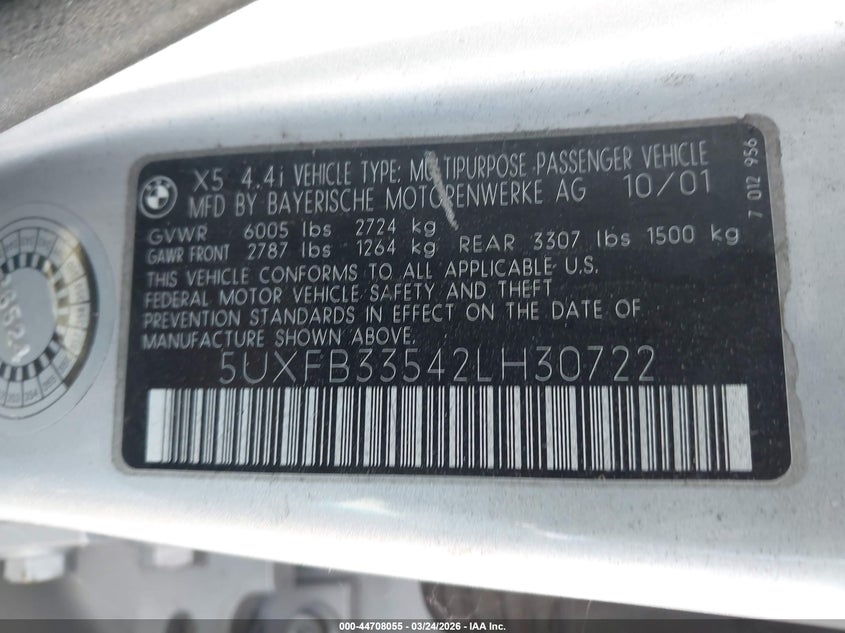 BMW
X5 4.4i VEHICLE TYPE: MULTIPURPOSE PASSENGER VEHICLE
MFD BY BAYERISCHE MOTORENWERKE AG 10/01
GVWR 6005 lbs 2724 kg
GAWR FRONT 2787 lbs 1264 kg REAR 3307 lbs 1500 kg
THIS VEHICLE CONFORMS TO ALL APPLICABLE U.S.
FEDERAL MOTOR VEHICLE SAFETY AND THEFT
PREVENTION STANDARDS IN EFFECT ON THE DATE OF
MANUFACTURE SHOWN ABOVE.
5UXFB33542LH30722
7 012 956
000-44708055 — 03/24/2026 — IAA Inc.